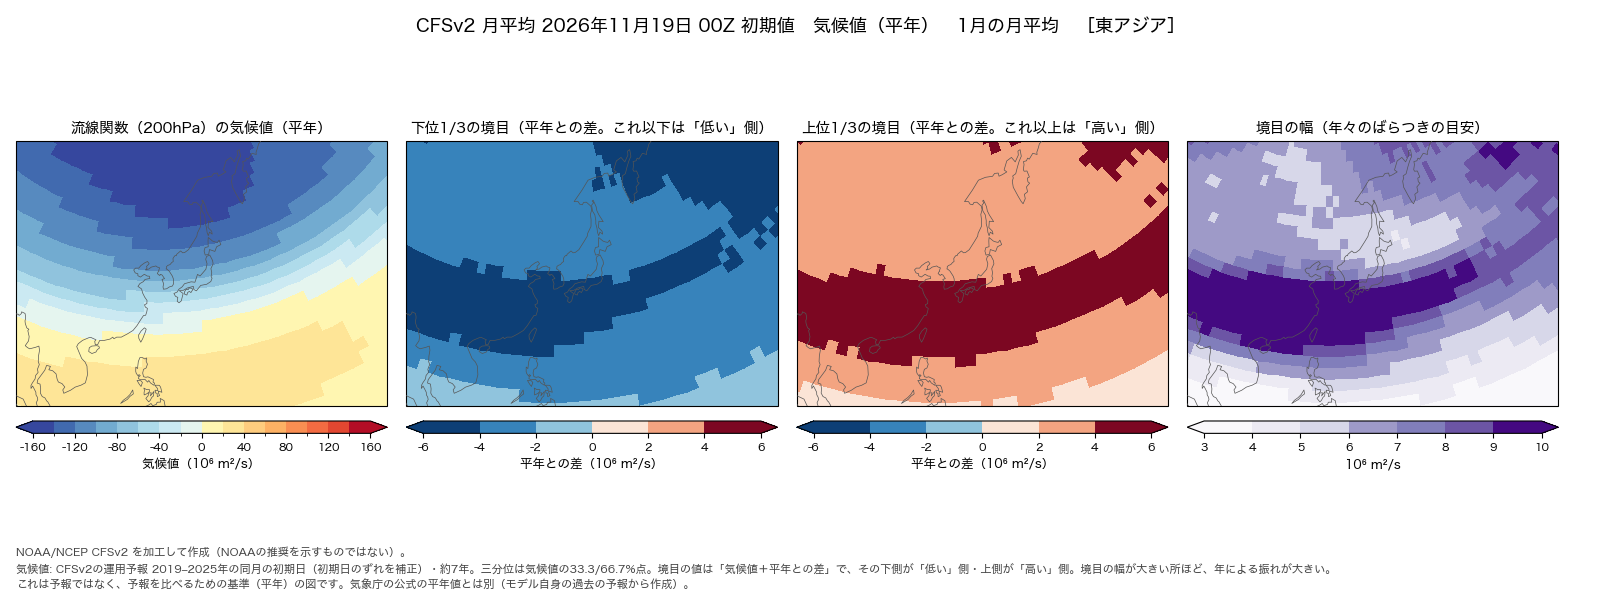 CFSv2 月平均 2026年11月19日 00Z 初期値　気候値（平年）　1月の月平均　［東アジア］
流線関数（200hPa）の気候値（平年）
下位1/3の境目（平年との差。これ以下は「低い」側）
上位1/3の境目（平年との差。これ以上は「高い」側）
境目の幅（年々のばらつきの目安）
-160 -120 -80 -40 0 40 80 120 160
-6 -4 -2 0 2 4 6
-6 -4 -2 0 2 4 6
3 4 5 6 7 8 9 10
気候値（10⁶ m²/s）
平年との差（10⁶ m²/s）
平年との差（10⁶ m²/s）
10⁶ m²/s
NOAA/NCEP CFSv2 を加工して作成（NOAAの推奨を示すものではない）。
気候値: CFSv2の運用予報 2019–2025年の同月の初期日（初期日のずれを補正）・約7年。三分位は気候値の33.3/66.7%点。境目の値は「気候値＋平年との差」で、その下側が「低い」側・上側が「高い」側。境目の幅が大きい所ほど、年による振れが大きい。
これは予報ではなく、予報を比べるための基準（平年）の図です。気象庁の公式の平年値とは別（モデル自身の過去の予報から作成）。